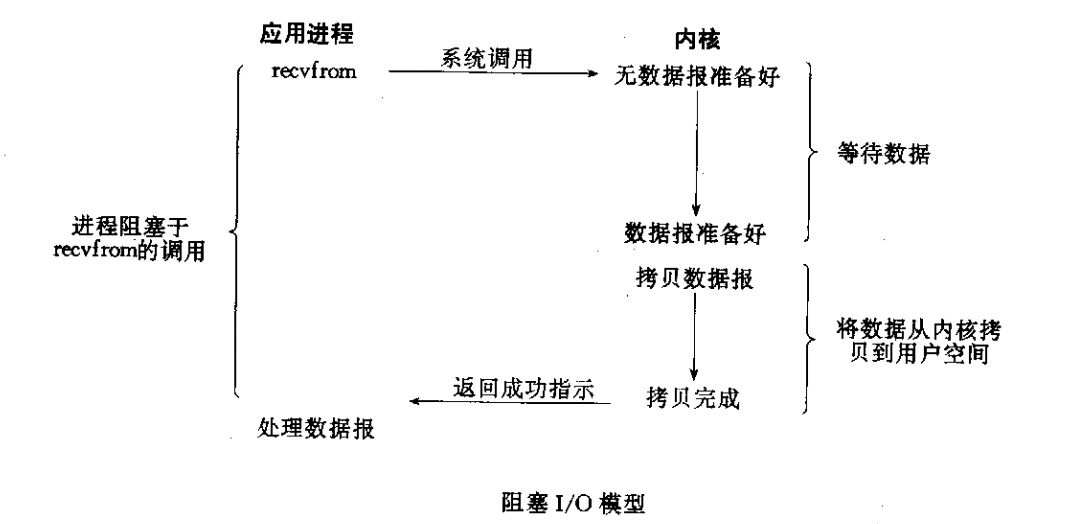 应用进程
内核
recvfrom
系统调用
无数据报准备好
等待数据
进程阻塞于
recvfrom的调用
数据报准备好
拷贝数据报
将数据从内核拷
贝到用户空间
返回成功指示
拷贝完成
处理数据报
阻塞 I/O 模型